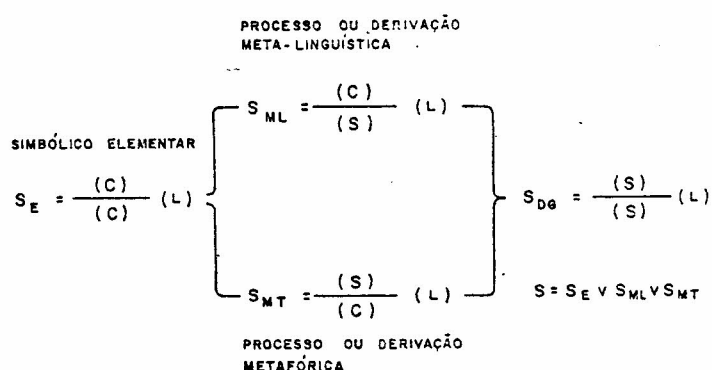 PROCESSO OU DERIVAÇÃO
META-LINGUÍSTICA
S_ML = (C)/(S) (L)
SIMBÓLICO ELEMENTAR
S_E = (C)/(C) (L)
S_DG = (S)/(S) (L)
S_MT = (S)/(C) (L)
S = S_E V S_ML V S_MT
PROCESSO OU DERIVAÇÃO
METAFÓRICA